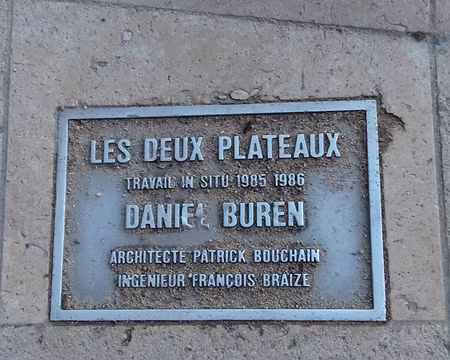 LES DEUX PLATEAUX
TRAVAIL IN SITU 1985 1986
DANIEL BUREN
ARCHITECTE PATRICK BOUCHAIN
INGENIEUR FRANÇOIS BRAIZE